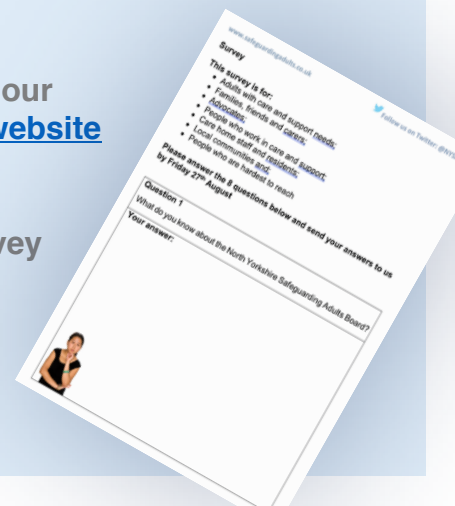 our
website
vey
www.safeguardingadults.co.uk
Follow us on Twitter: @NYS
Survey
This survey is for:
• Adults with care and support needs;
• Families, friends and carers;
• Advocates;
• People who work in care and support;
• Care home staff and residents;
• Local communities and;
• People who are hardest to reach
Please answer the 8 questions below and send your answers to us
by Friday 27th August
Question 1
What do you know about the North Yorkshire Safeguarding Adults Board?
Your answer: